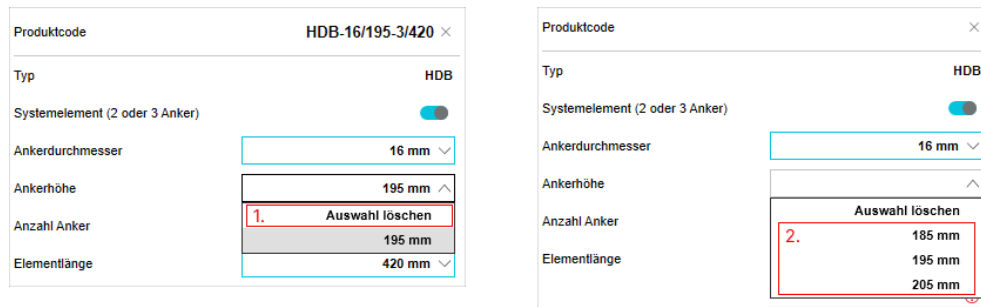 Produktcode HDB-16/195-3/420 ×
Typ HDB
Systemelement (2 oder 3 Anker)
Ankerdurchmesser 16 mm
Ankerhöhe 195 mm
1. Auswahl löschen
Anzahl Anker
195 mm
Elementlänge 420 mm
Produktcode ×
Typ HDB
Systemelement (2 oder 3 Anker)
Ankerdurchmesser 16 mm
Ankerhöhe
Auswahl löschen
Anzahl Anker
2. 185 mm
Elementlänge 195 mm
205 mm